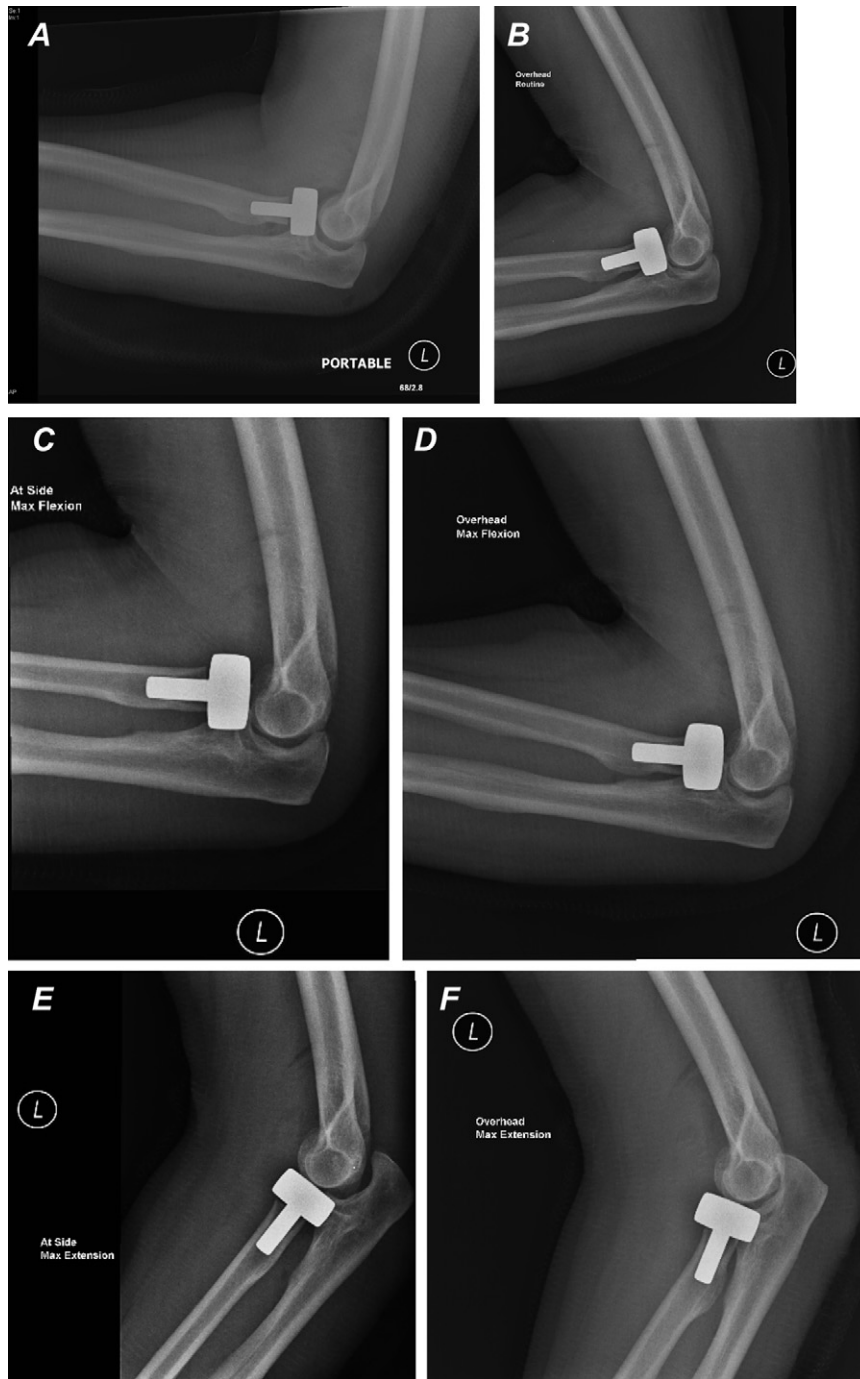 A
B
Overhead
Routine
L
PORTABLE
L
68/2.8
AP
C
At Side
Max Flexion
L
D
Overhead
Max Flexion
L
E
L
At Side
Max Extension
F
L
Overhead
Max Extension